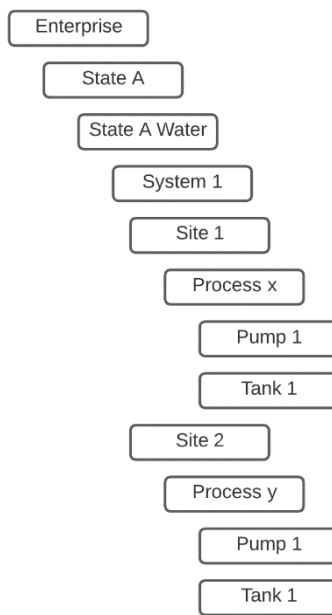 Enterprise
State A
State A Water
System 1
Site 1
Process x
Pump 1
Tank 1
Site 2
Process y
Pump 1
Tank 1